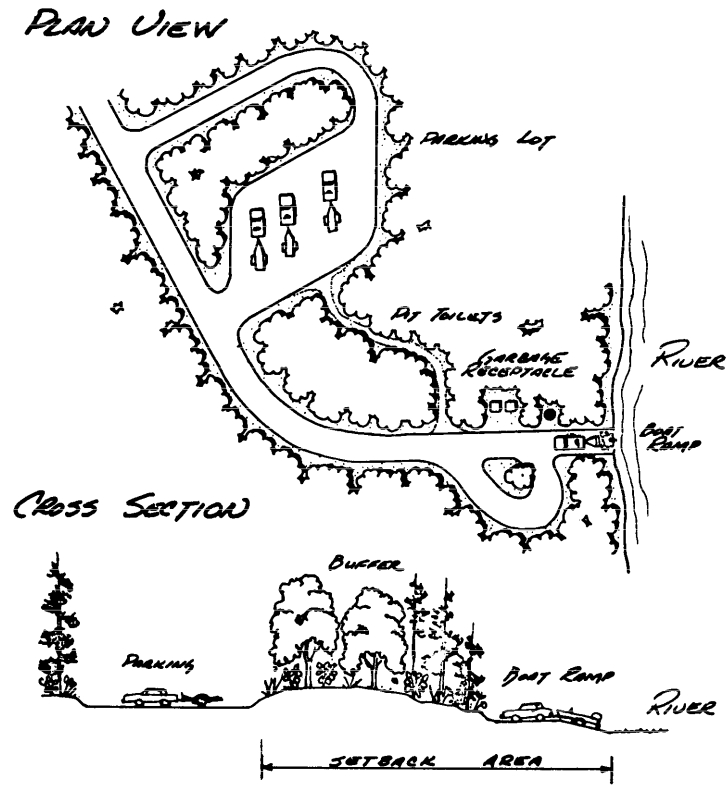 PLAN VIEW
PARKING LOT
PIT TOILETS
GARBAGE
RECEPTACLE
RIVER
BOAT
RAMP
CROSS SECTION
BUFFER
PARKING
BOAT RAMP
RIVER
SETBACK AREA